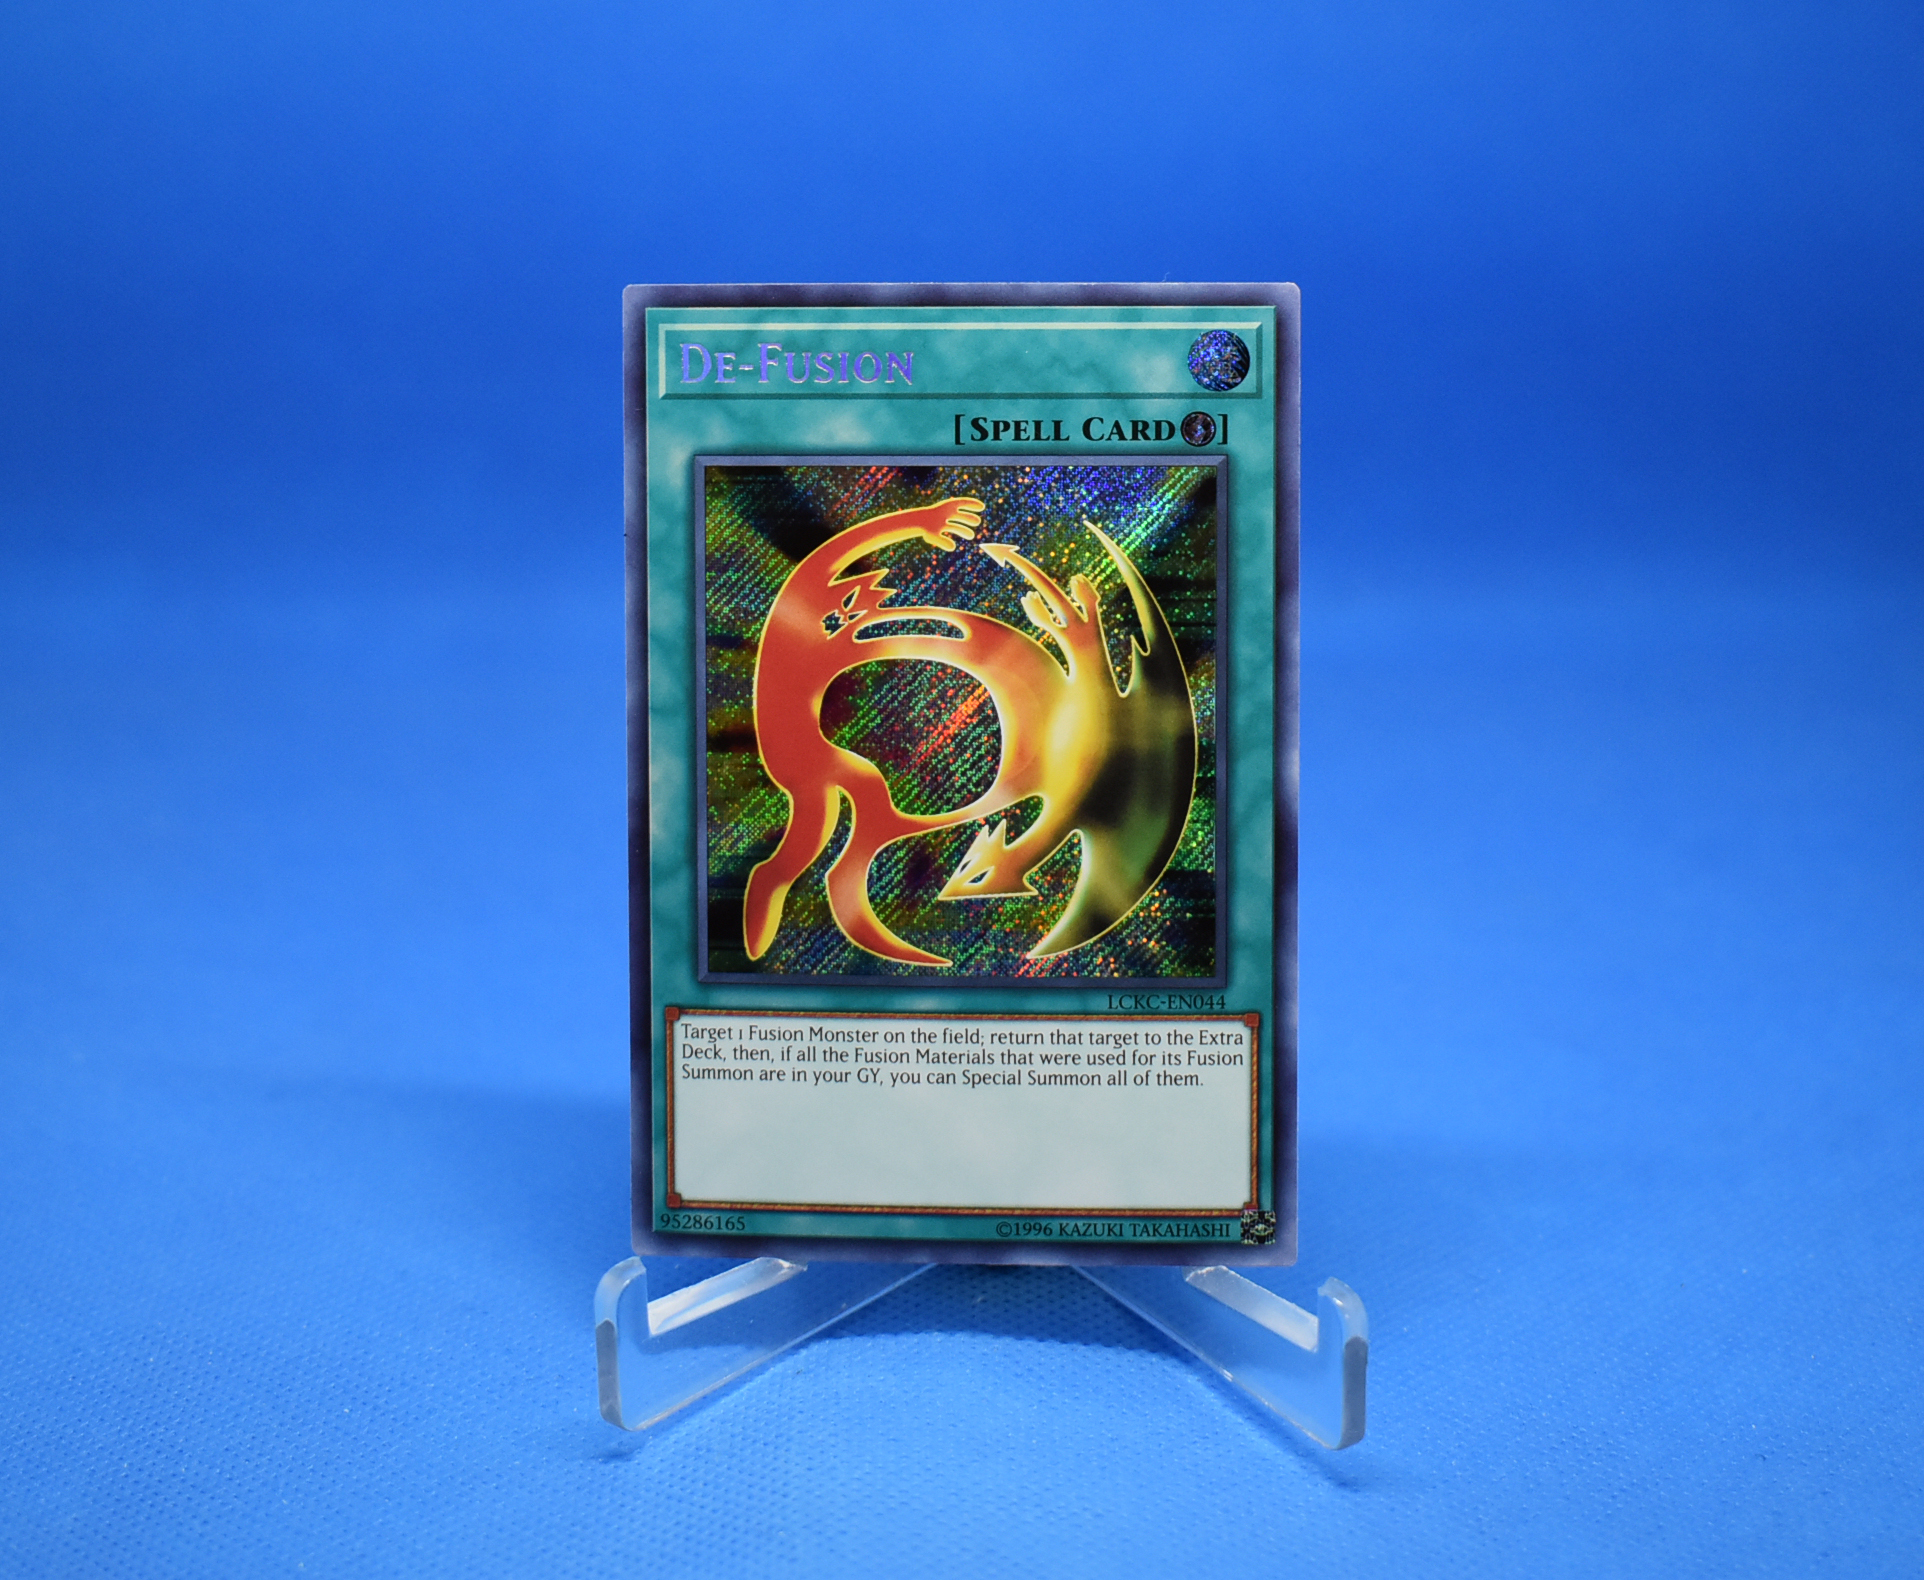 De-Fusion
[Spell Card]
LCKC-EN044
Target 1 Fusion Monster on the field; return that target to the Extra
Deck, then, if all the Fusion Materials that were used for its Fusion
Summon are in your GY, you can Special Summon all of them.
95286165
©1996 KAZUKI TAKAHASHI